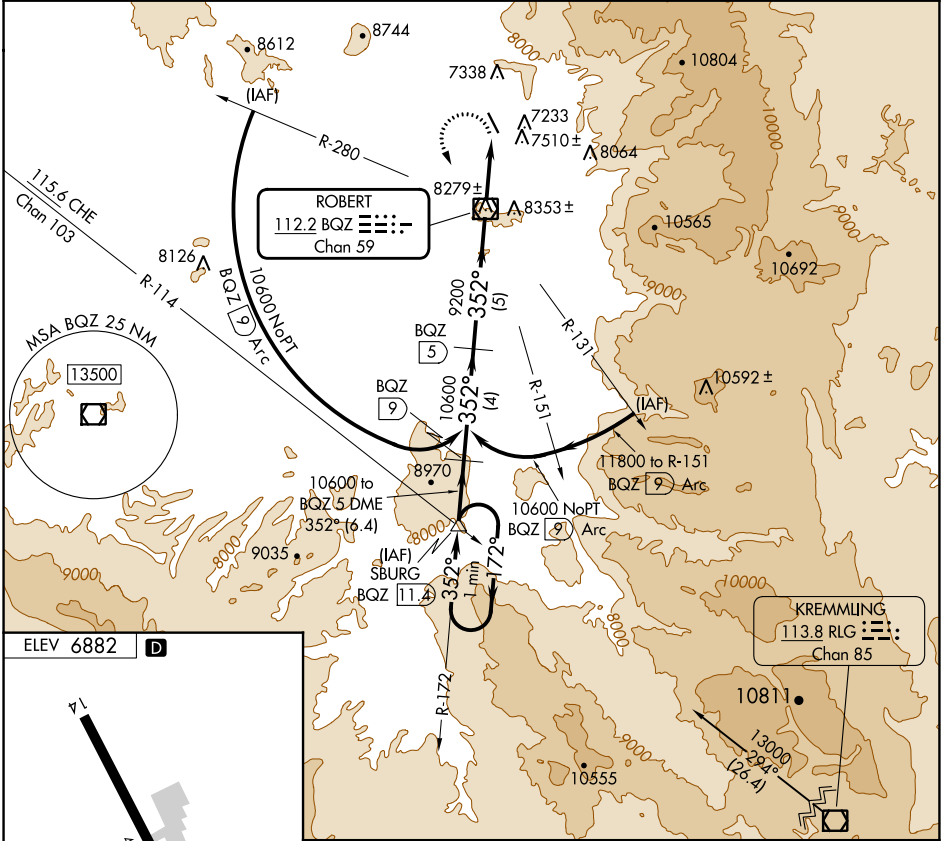 8612
8744
7338
10804
8000
10000
(IAF)
7233
7510±
8064
R-280
115.6 CHE
Chan 103
ROBERT
112.2 BQZ
Chan 59
8279±
8353±
10565
10692
9000
8126
R-114
10600 NoPT
BQZ 9 Arc
9200
352°
(5)
R-131
MSA BQZ 25 NM
13500
BQZ
5
10600
352°
(4)
R-151
BQZ
9
10592±
(IAF)
11800 to R-151
BQZ 9 Arc
8970
10600 to
BQZ 5 DME
352° (6.4)
8000
10600 NoPT
BQZ 9 Arc
9035
8000
9000
(IAF)
SBURG
BQZ 11.4
352°
1 min
172°
8000
10000
KREMMLING
113.8 RLG
Chan 85
ELEV 6882 D
14
R-172
9000
10555
10811
13000
294°
(26.4)